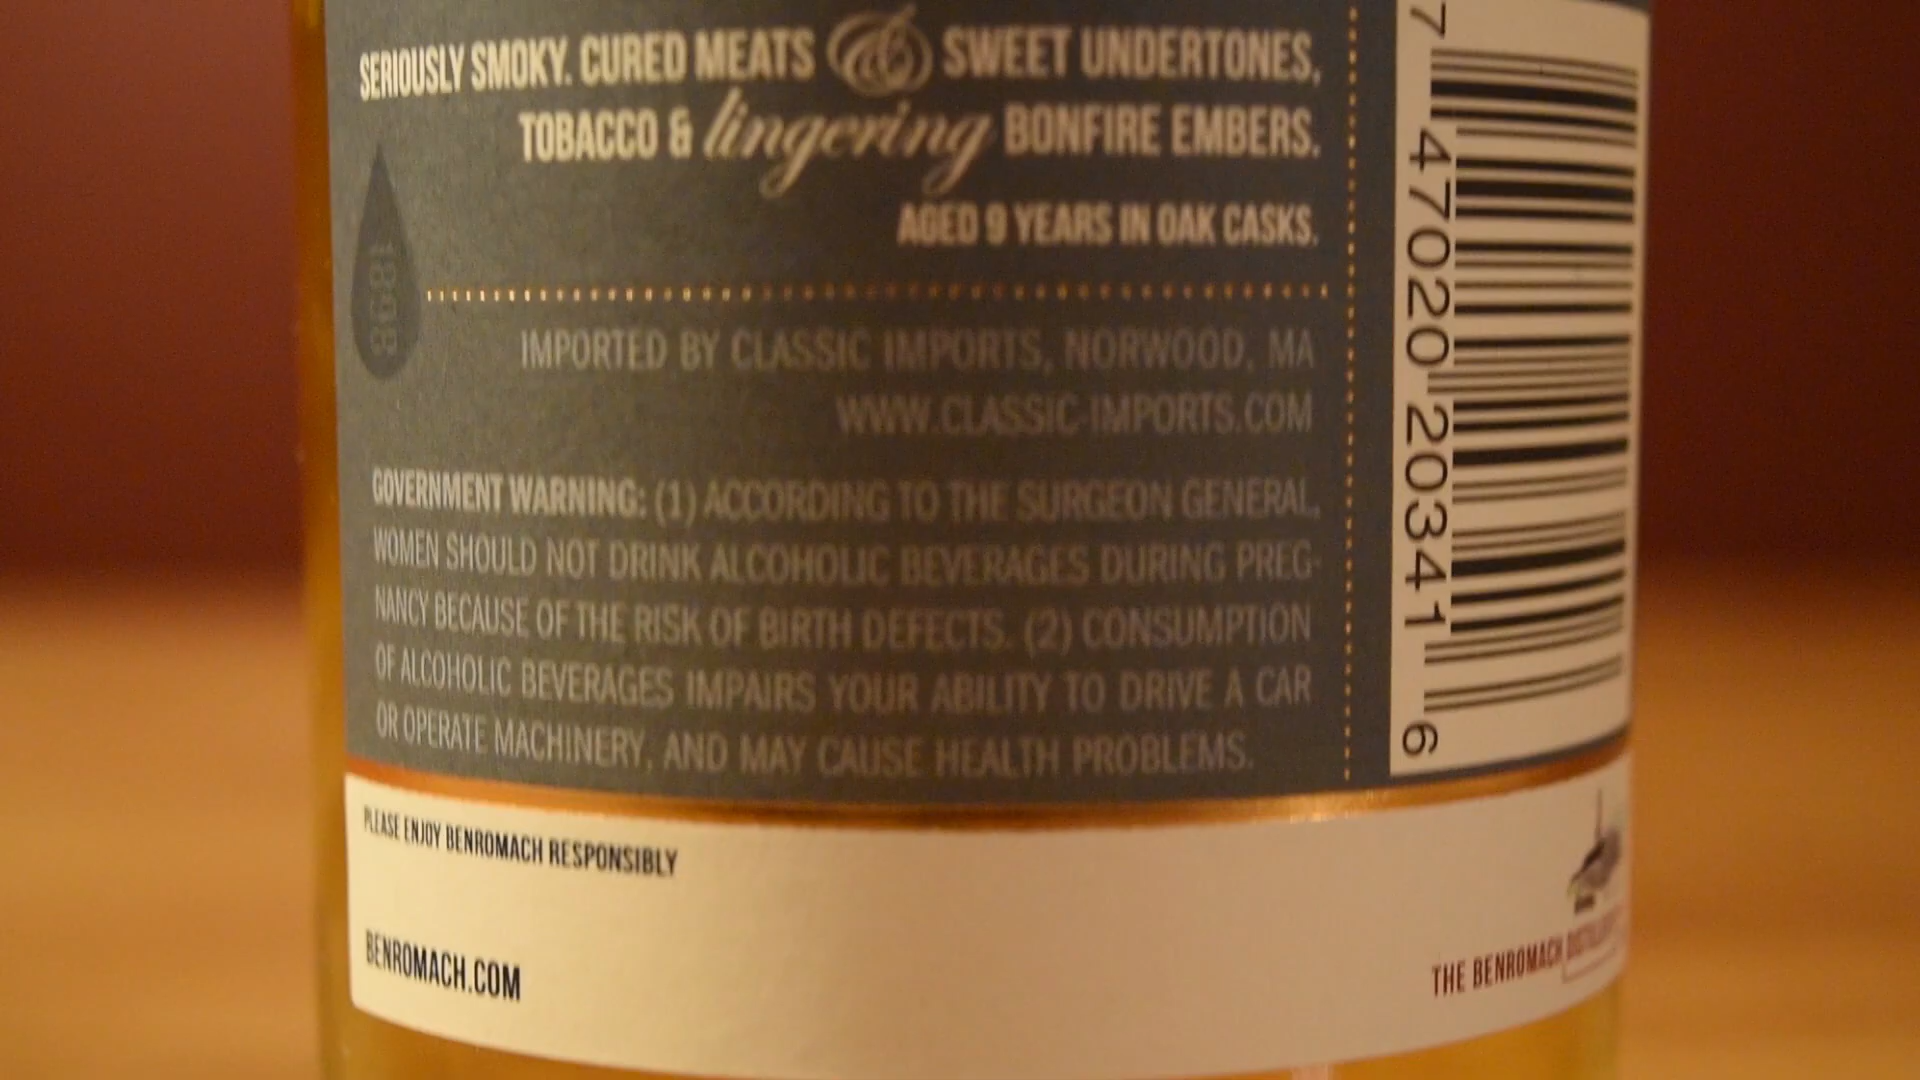 SERIOUSLY SMOKY. CURED MEATS & SWEET UNDERTONES,
TOBACCO & lingering BONFIRE EMBERS.
AGED 9 YEARS IN OAK CASKS.
1898
IMPORTED BY CLASSIC IMPORTS, NORWOOD, MA
WWW.CLASSIC-IMPORTS.COM
GOVERNMENT WARNING: (1) ACCORDING TO THE SURGEON GENERAL,
WOMEN SHOULD NOT DRINK ALCOHOLIC BEVERAGES DURING PREG-
NANCY BECAUSE OF THE RISK OF BIRTH DEFECTS. (2) CONSUMPTION
OF ALCOHOLIC BEVERAGES IMPAIRS YOUR ABILITY TO DRIVE A CAR
OR OPERATE MACHINERY, AND MAY CAUSE HEALTH PROBLEMS.
7 47020 20341 6
PLEASE ENJOY BENROMACH RESPONSIBLY
BENROMACH.COM
THE BENROMACH DISTILLERY